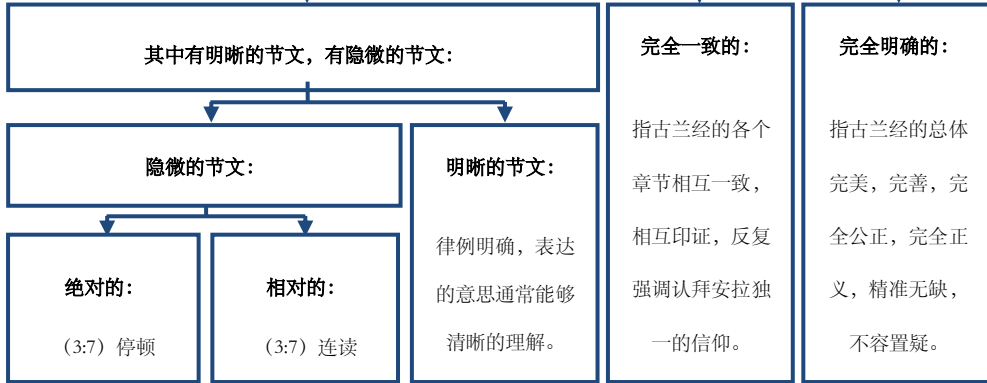 其中有明晰的节文，有隐微的节文：
隐微的节文：
绝对的：
（3:7）停顿
相对的：
（3:7）连读
明晰的节文：
律例明确，表达
的意思通常能够
清晰的理解。
完全一致的：
指古兰经的各个
章节相互一致，
相互印证，反复
强调认拜安拉独
一的信仰。
完全明确的：
指古兰经的总体
完美，完善，完
全公正，完全正
义，精准无缺，
不容置疑。